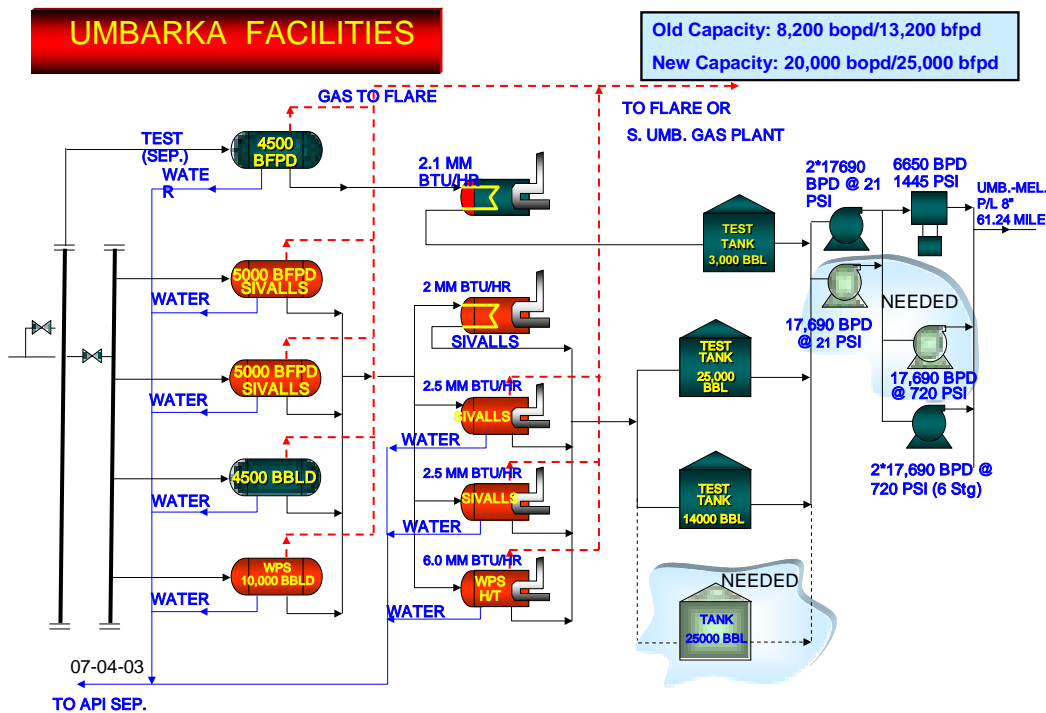 UMBARKA FACILITIES
Old Capacity: 8,200 bopd/13,200 bfpd
New Capacity: 20,000 bopd/25,000 bfpd
GAS TO FLARE
TO FLARE OR
S. UMB. GAS PLANT
TEST
(SEP.)
WATE
R
4500
BFPD
2.1 MM
BTU/HR
2*17690
BPD @ 21
PSI
6650 BPD
1445 PSI
UMB.-MEL.
P/L 8"
61.24 MILE
TEST
TANK
3,000 BBL
5000 BFPD
SIVALLS
WATER
2 MM BTU/HR
SIVALLS
NEEDED
17,690 BPD
@ 21 PSI
TEST
TANK
25,000
BBL
5000 BFPD
SIVALLS
WATER
2.5 MM BTU/HR
SIVALLS
WATER
17,690 BPD
@ 720 PSI
4500 BBLD
WATER
2.5 MM BTU/HR
SIVALLS
WATER
TEST
TANK
14000 BBL
2*17,690 BPD @
720 PSI (6 Stg)
WPS
10,000 BBLD
WATER
6.0 MM BTU/HR
WPS
H/T
WATER
NEEDED
TANK
25000 BBL
07-04-03
TO API SEP.